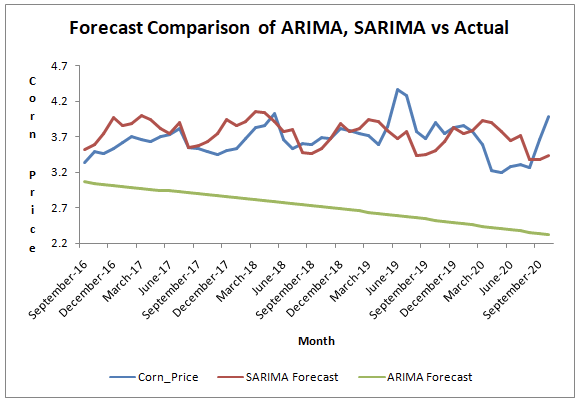 Forecast Comparison of ARIMA, SARIMA vs Actual
Corn Price
4.7
4.2
3.7
3.2
2.7
2.2
September-16
December-16
March-17
June-17
September-17
December-17
March-18
June-18
September-18
December-18
March-19
June-19
September-19
December-19
March-20
June-20
September-20
Month
Corn_Price
SARIMA Forecast
ARIMA Forecast